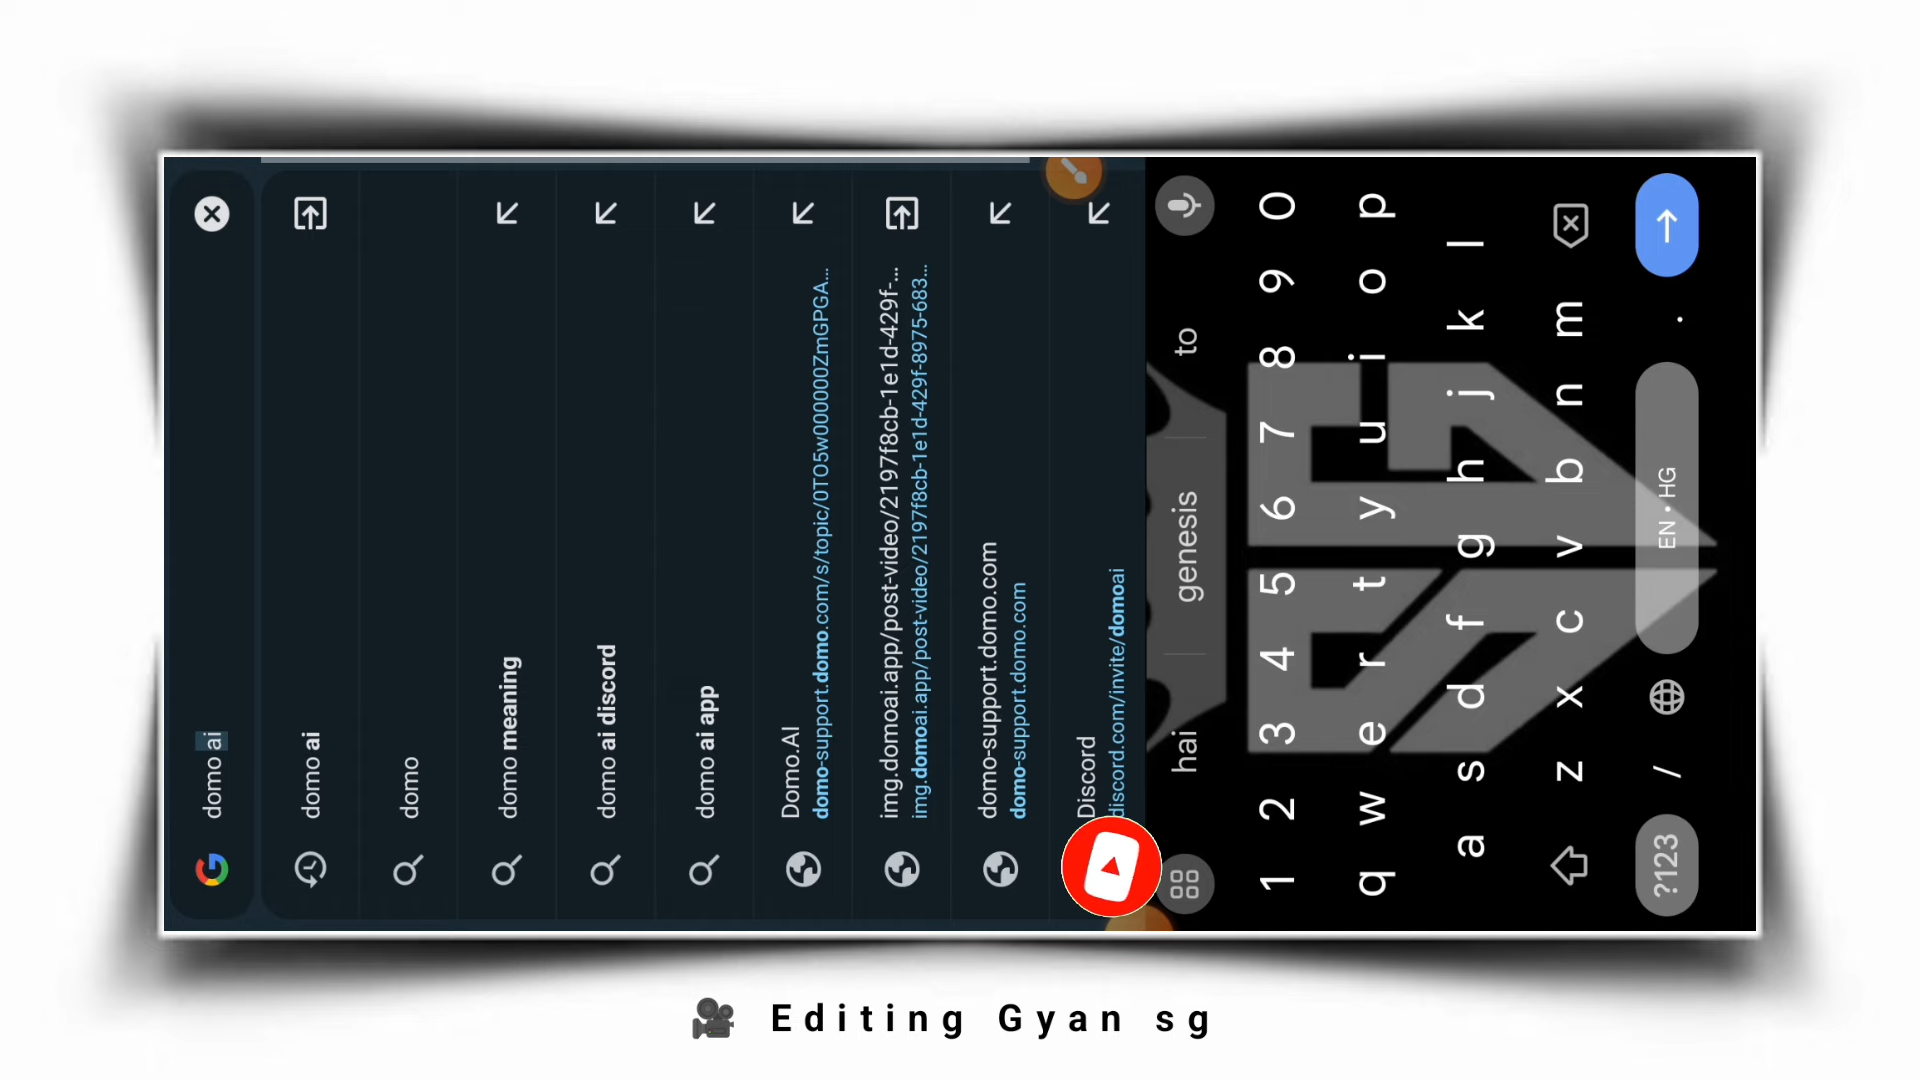 domo ai
domo ai
domo
domo meaning
domo ai discord
domo ai app
Domo.AI
domo-support.domo.com/s/topic/0TO5w000000ZmGPGA...
img.domoai.app/post-video/2197f8cb-1e1d-429f-...
img.domoai.app/post-video/2197f8cb-1e1d-429f-8975-683...
domo-support.domo.com
domo-support.domo.com
Discord
discord.com/invite/domoai
hai genesis to
1 2 3 4 5 6 7 8 9 0
q w e r t y u i o p
a s d f g h j k l
z x c v b n m
?123 / EN • HG .
Editing Gyan sg